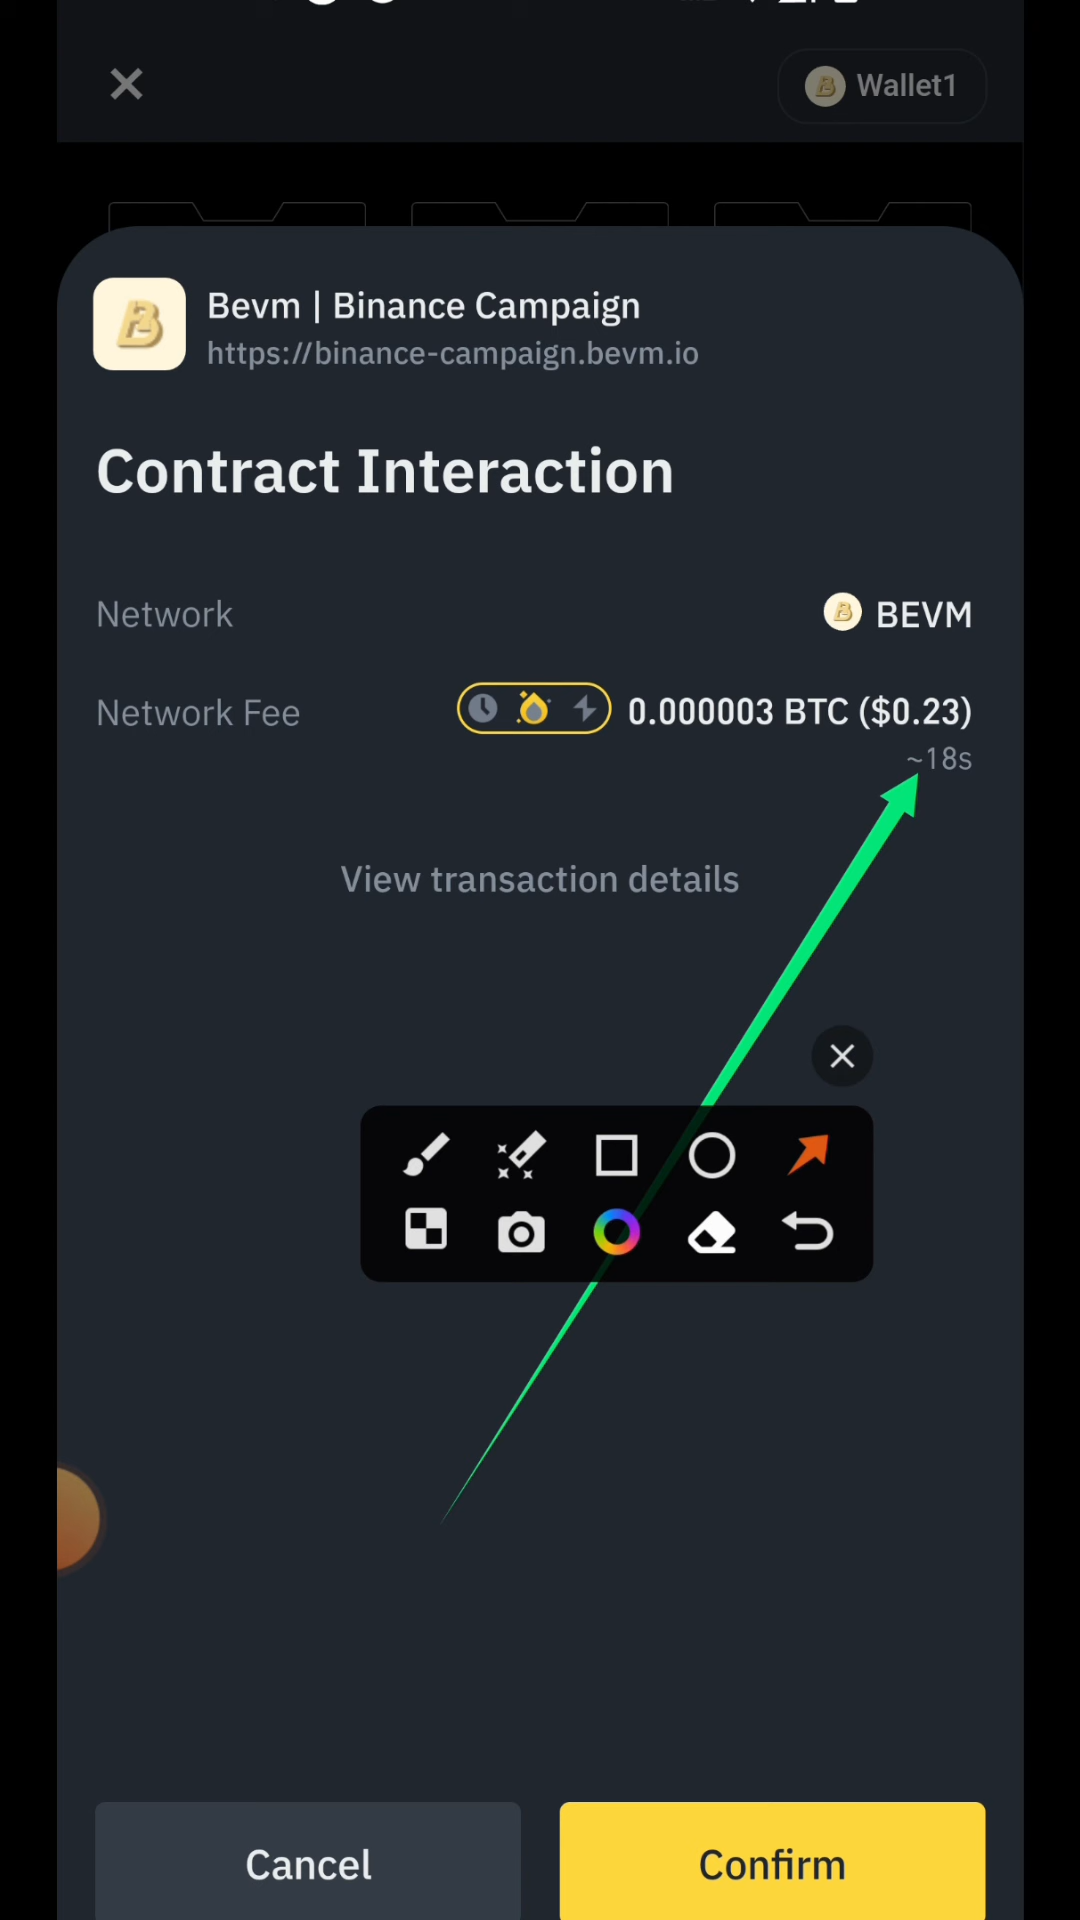 Wallet1
Bevm | Binance Campaign
https://binance-campaign.bevm.io
Contract Interaction
Network
BEVM
Network Fee
0.000003 BTC ($0.23)
~18s
View transaction details
Cancel
Confirm